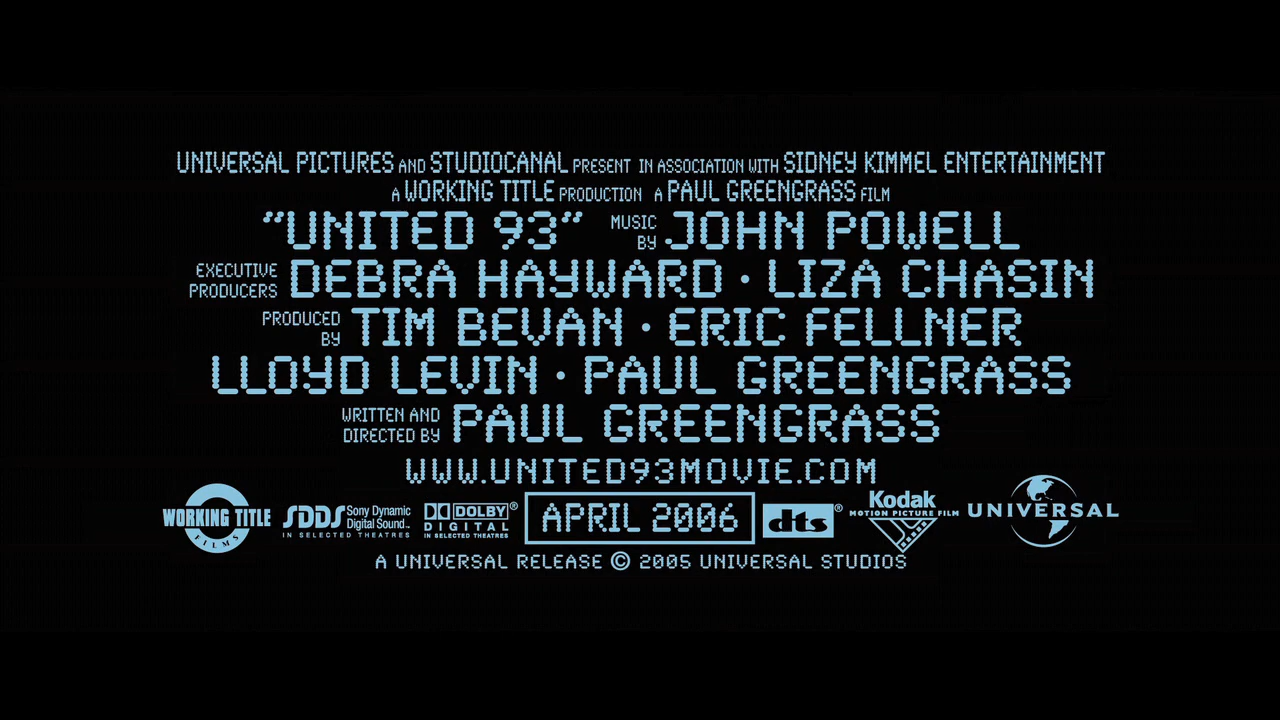 UNIVERSAL PICTURES AND STUDIOCANAL PRESENT IN ASSOCIATION WITH SIDNEY KIMMEL ENTERTAINMENT
A WORKING TITLE PRODUCTION A PAUL GREENGRASS FILM
"UNITED 93" MUSIC BY JOHN POWELL
EXECUTIVE PRODUCERS DEBRA HAYWARD · LIZA CHASIN
PRODUCED BY TIM BEVAN · ERIC FELLNER
LLOYD LEVIN · PAUL GREENGRASS
WRITTEN AND DIRECTED BY PAUL GREENGRASS
WWW.UNITED93MOVIE.COM
WORKING TITLE FILMS
SDDS Sony Dynamic Digital Sound™ IN SELECTED THEATRES
DOLBY® DIGITAL IN SELECTED THEATRES
APRIL 2006
dts®
Kodak MOTION PICTURE FILM
UNIVERSAL
A UNIVERSAL RELEASE © 2005 UNIVERSAL STUDIOS